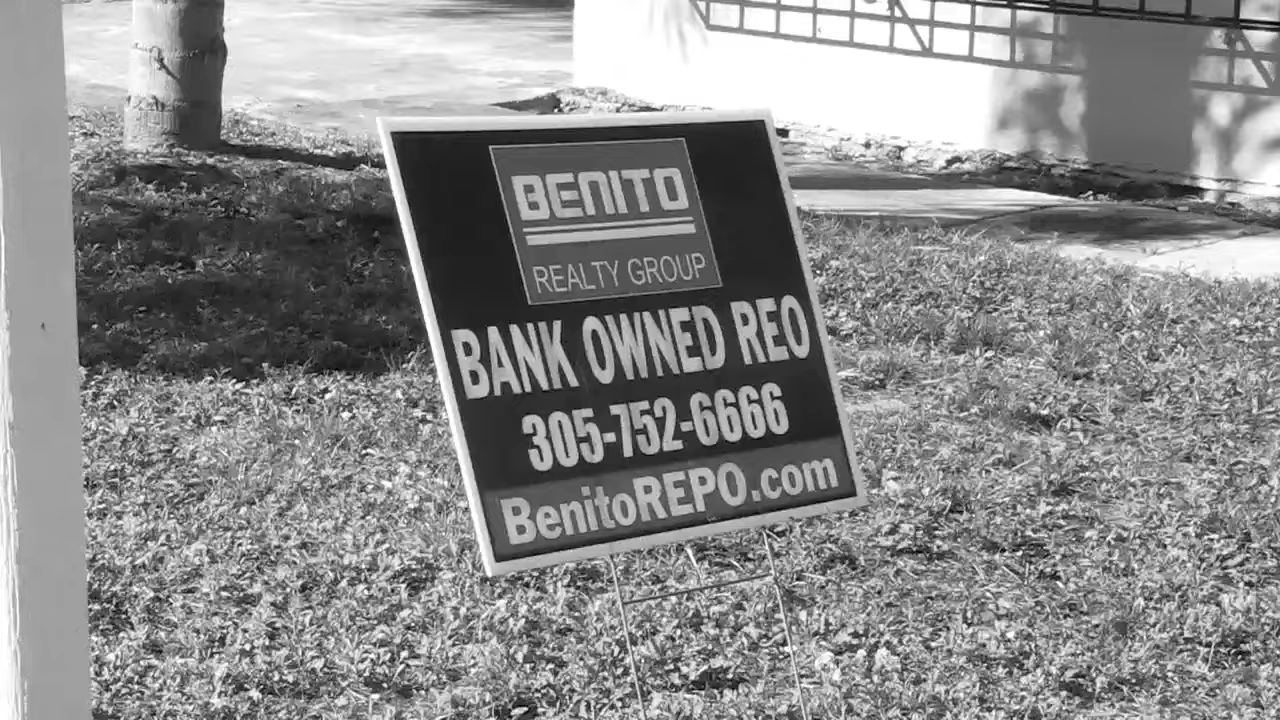 BENITO
REALTY GROUP
BANK OWNED REO
305-752-6666
BenitoREPO.com